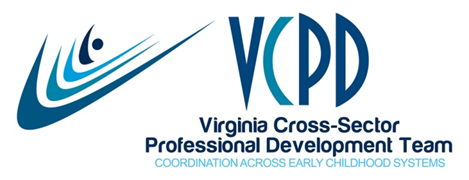 VCPD
Virginia Cross-Sector
Professional Development Team
COORDINATION ACROSS EARLY CHILDHOOD SYSTEMS